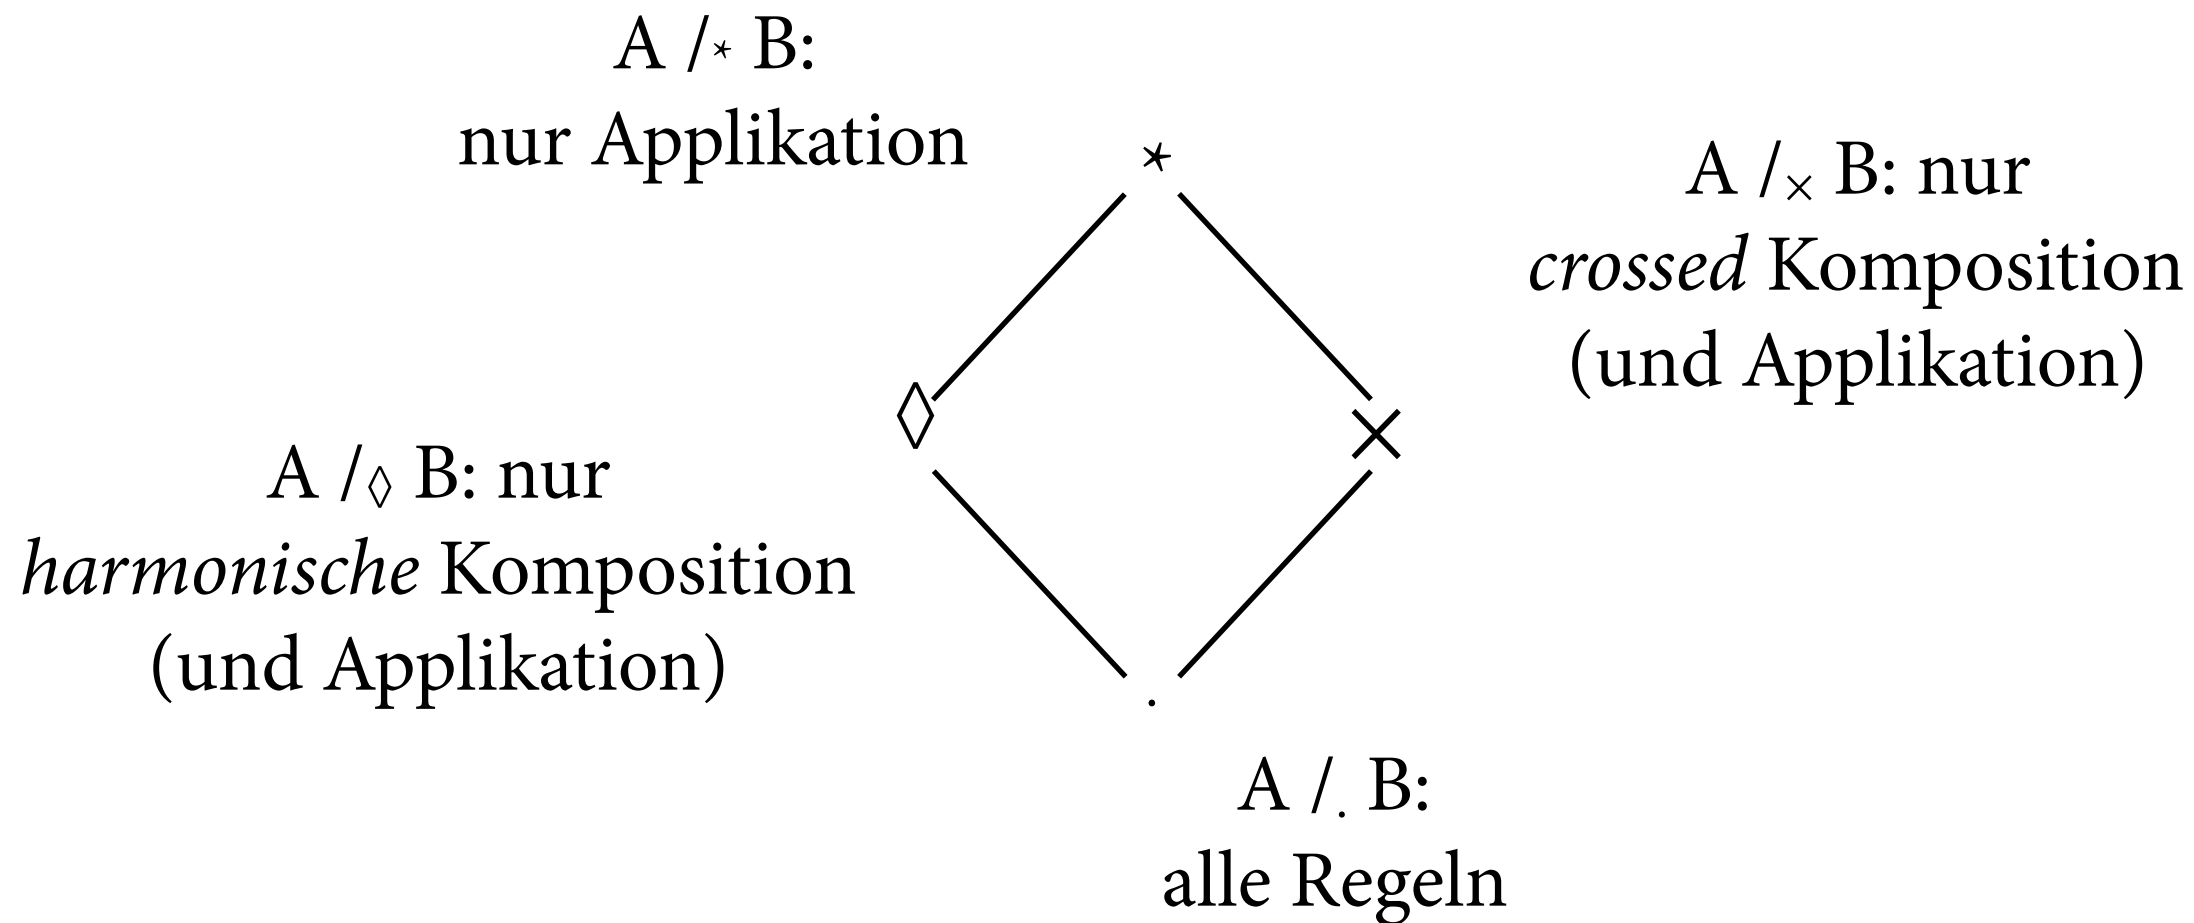 A /⋆ B:
nur Applikation
⋆
A /× B: nur
crossed Komposition
(und Applikation)
◊
×
A /◊ B: nur
harmonische Komposition
(und Applikation)
.
A /. B:
alle Regeln